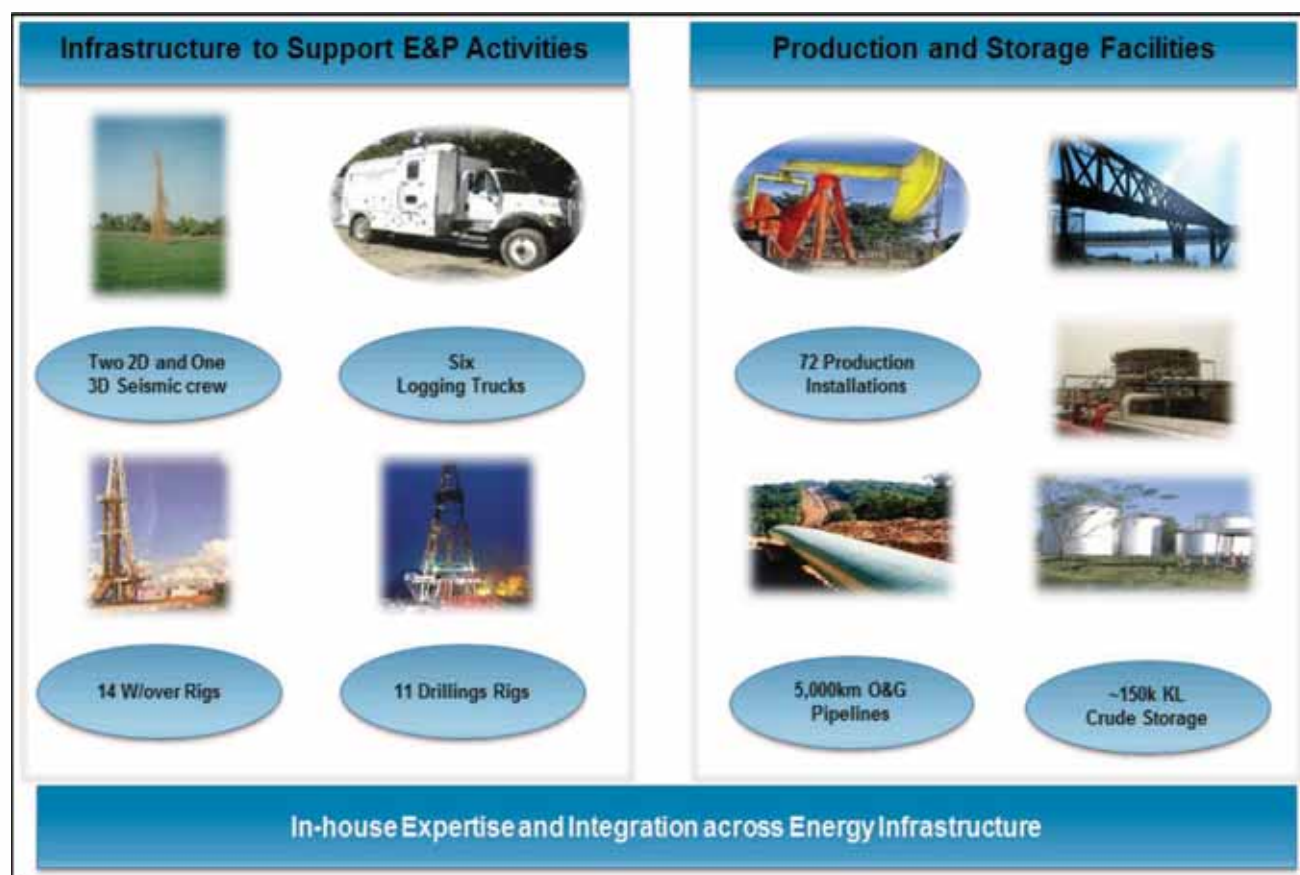 Infrastructure to Support E&P Activities
Two 2D and One
3D Seismic crew
Six
Logging Trucks
14 W/over Rigs
11 Drillings Rigs
Production and Storage Facilities
72 Production
Installations
5,000km O&G
Pipelines
~150k KL
Crude Storage
In-house Expertise and Integration across Energy Infrastructure